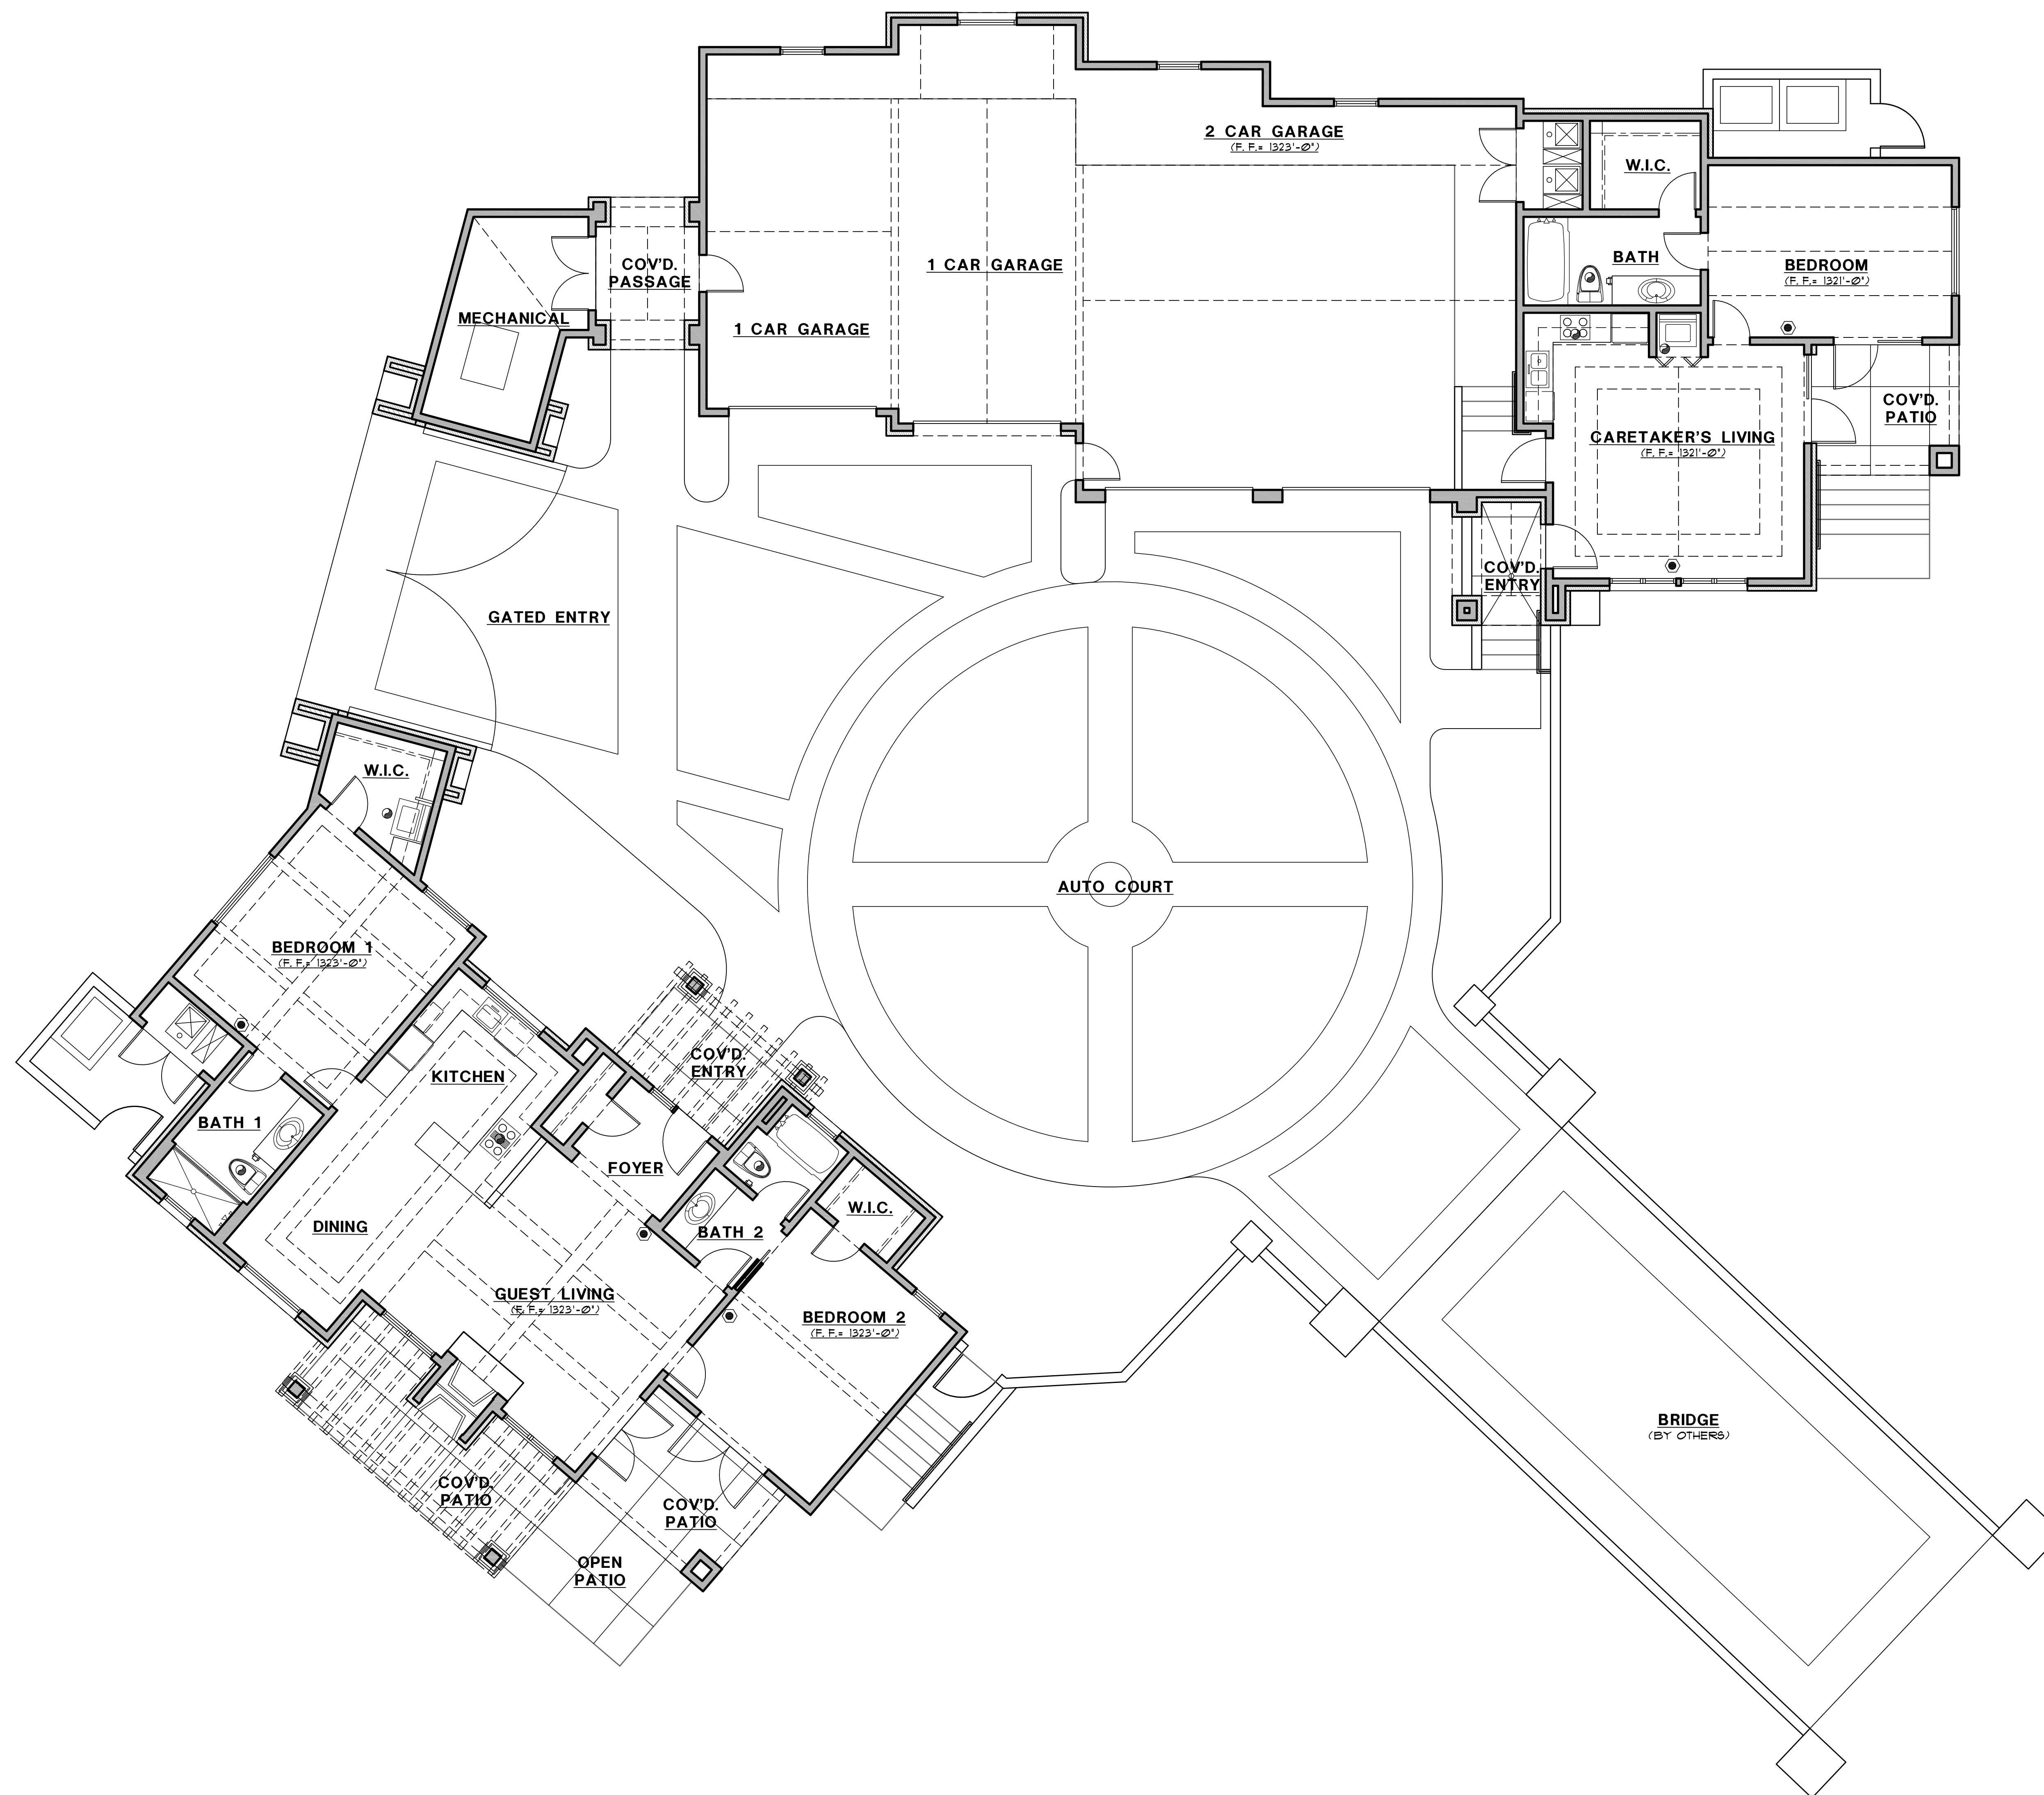 2 CAR GARAGE
(F. F.= 1323'-0")
W.I.C.
COV'D.
PASSAGE
1 CAR GARAGE
BATH
BEDROOM
(F. F.= 1321'-0")
MECHANICAL
1 CAR GARAGE
COV'D.
PATIO
CARETAKER'S LIVING
(F. F.= 1321'-0")
COV'D.
ENTRY
GATED ENTRY
W.I.C.
AUTO COURT
BEDROOM 1
(F. F.= 1323'-0")
COV'D.
ENTRY
KITCHEN
BATH 1
FOYER
W.I.C.
DINING
BATH 2
GUEST LIVING
(F. F.= 1323'-0")
BEDROOM 2
(F. F.= 1323'-0")
BRIDGE
(BY OTHERS)
COV'D.
PATIO
COV'D.
PATIO
OPEN
PATIO